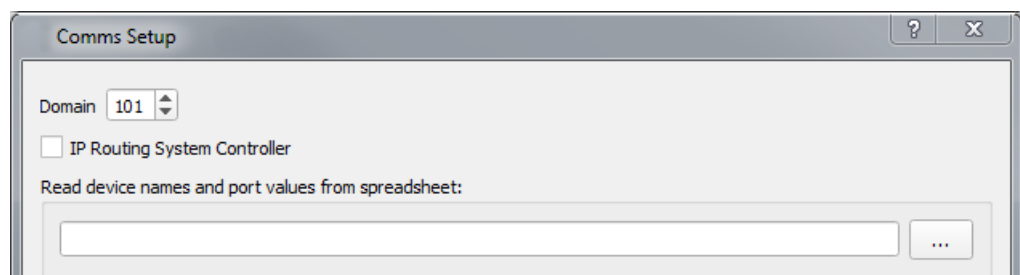 Comms Setup
Domain 101
IP Routing System Controller
Read device names and port values from spreadsheet:
...